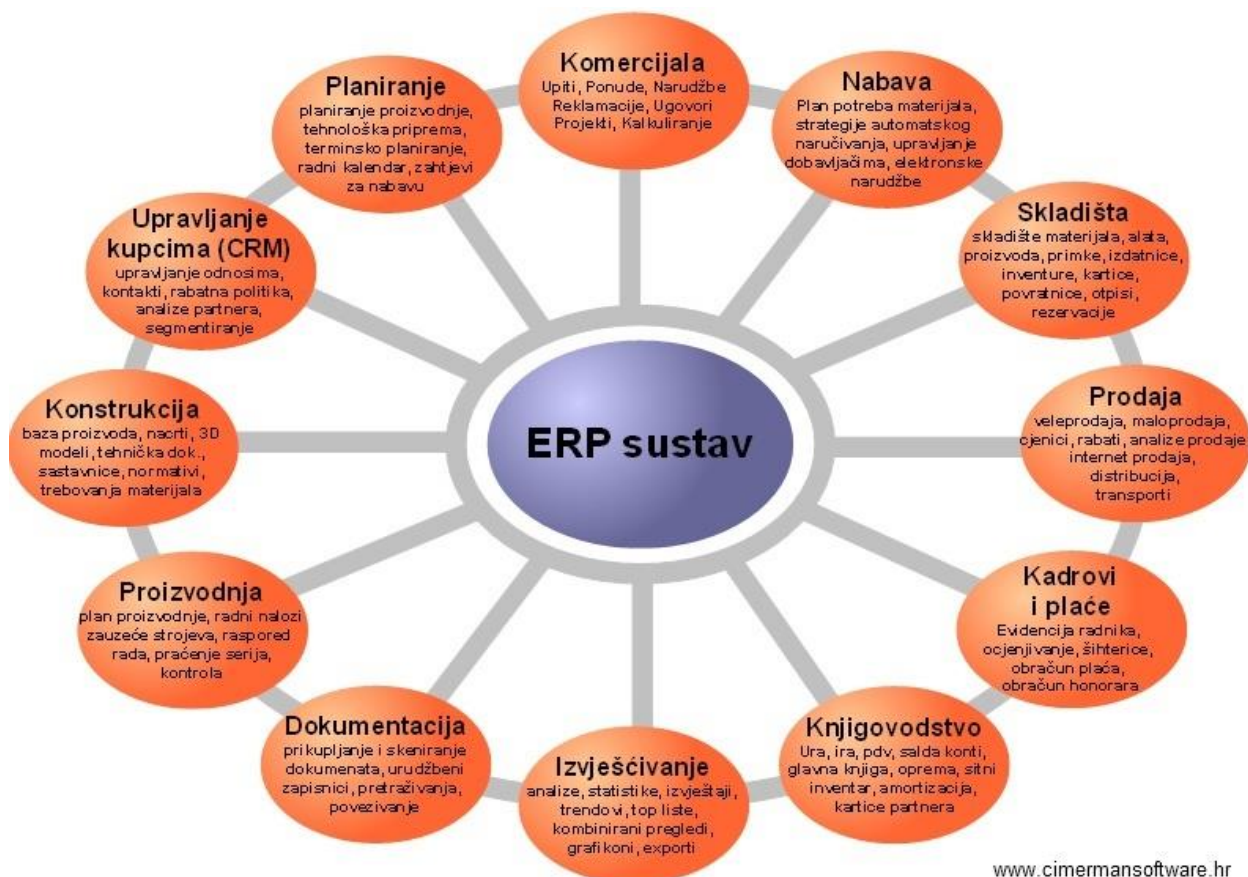 Komercijala
Upiti, Ponude, Narudžbe
Reklamacije, Ugovori
Projekti, Kalkuliranje
Nabava
Plan potreba materijala,
strategije automatskog
naručivanja, upravljanje
dobavljačima, elektronske
narudžbe
Skladišta
skladište materijala, alata,
proizvoda, primke, izdatnice,
inventure, kartice,
povratnice, otpisi,
rezervacije
Prodaja
veleprodaja, maloprodaja,
cjenici, rabati, analize prodaje
internet prodaja,
distribucija,
transporti
Kadrovi
i plaće
Evidencija radnika,
ocjenjivanje, šihterice,
obračun plaća,
obračun honorara
Knjigovodstvo
Ura, ira, pdv, salda konti,
glavna knjiga, oprema, sitni
inventar, amortizacija,
kartice partnera
Izvješćivanje
analize, statistike, izvještaji,
trendovi, top liste,
kombinirani pregledi,
grafikoni, exporti
Dokumentacija
prikupljanje i skeniranje
dokumenata, urudžbeni
zapisnici, pretraživanja,
povezivanje
Proizvodnja
plan proizvodnje, radni nalozi
zauzeće strojeva, raspored
rada, praćenje serija,
kontrola
Konstrukcija
baza proizvoda, nacrti, 3D
modeli, tehnička dok.,
sastavnice, normativi,
trebovanja materijala
Upravljanje
kupcima (CRM)
upravljanje odnosima,
kontakti, rabatna politika,
analize partnera,
segmentiranje
Planiranje
planiranje proizvodnje,
tehnološka priprema,
terminsko planiranje,
radni kalendar, zahtjevi
za nabavu
ERP sustav
www.cimermansoftware.hr